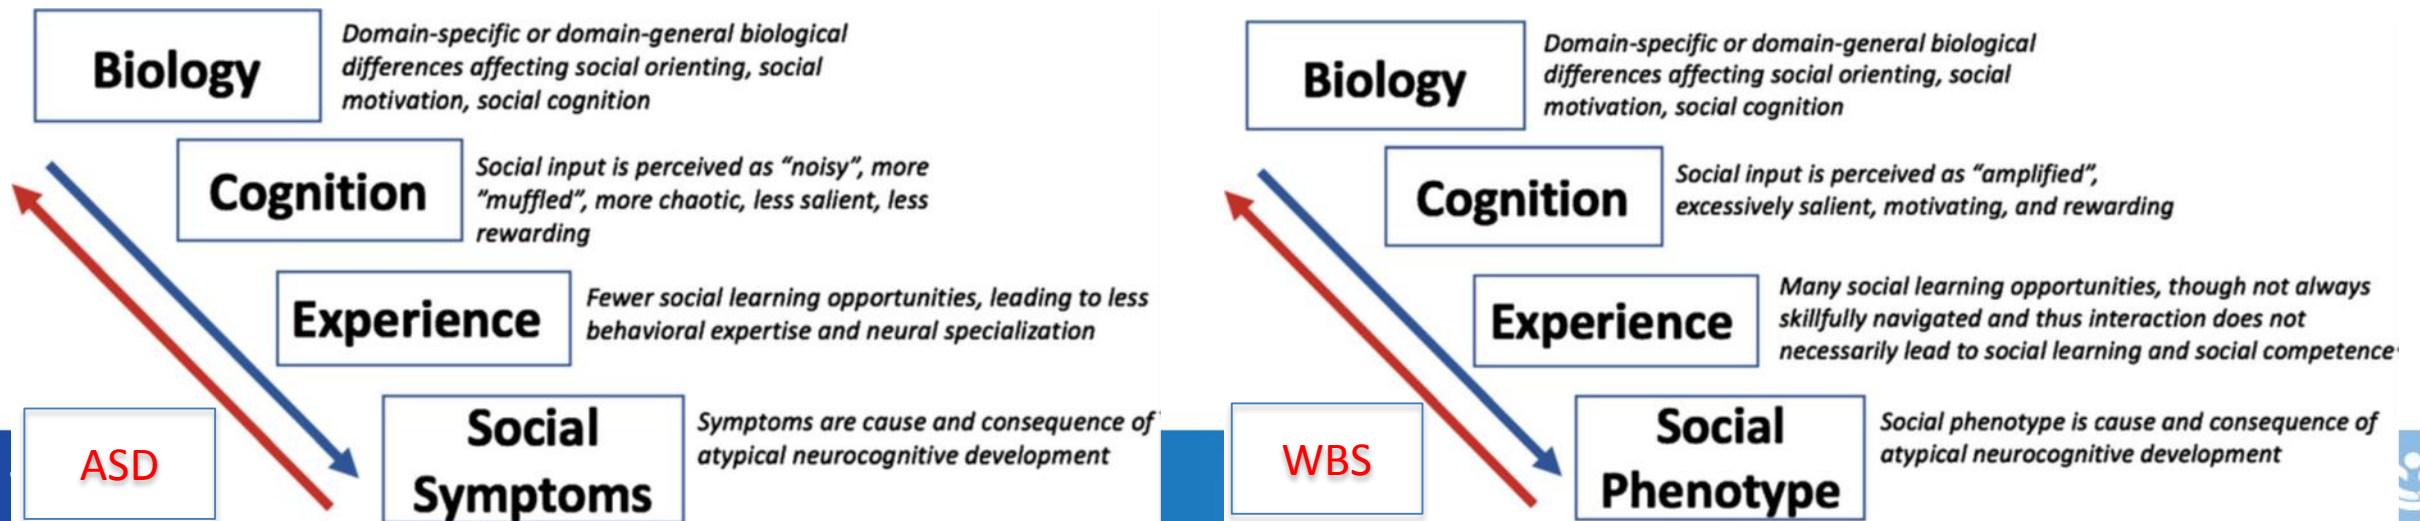 Biology
Domain-specific or domain-general biological
differences affecting social orienting, social
motivation, social cognition
Cognition
Social input is perceived as “noisy”, more
“muffled”, more chaotic, less salient, less
rewarding
Experience
Fewer social learning opportunities, leading to less
behavioral expertise and neural specialization
Social
Symptoms
Symptoms are cause and consequence of
atypical neurocognitive development
ASD
Biology
Domain-specific or domain-general biological
differences affecting social orienting, social
motivation, social cognition
Cognition
Social input is perceived as “amplified”,
excessively salient, motivating, and rewarding
Experience
Many social learning opportunities, though not always
skillfully navigated and thus interaction does not
necessarily lead to social learning and social competence
Social
Phenotype
Social phenotype is cause and consequence of
atypical neurocognitive development
WBS